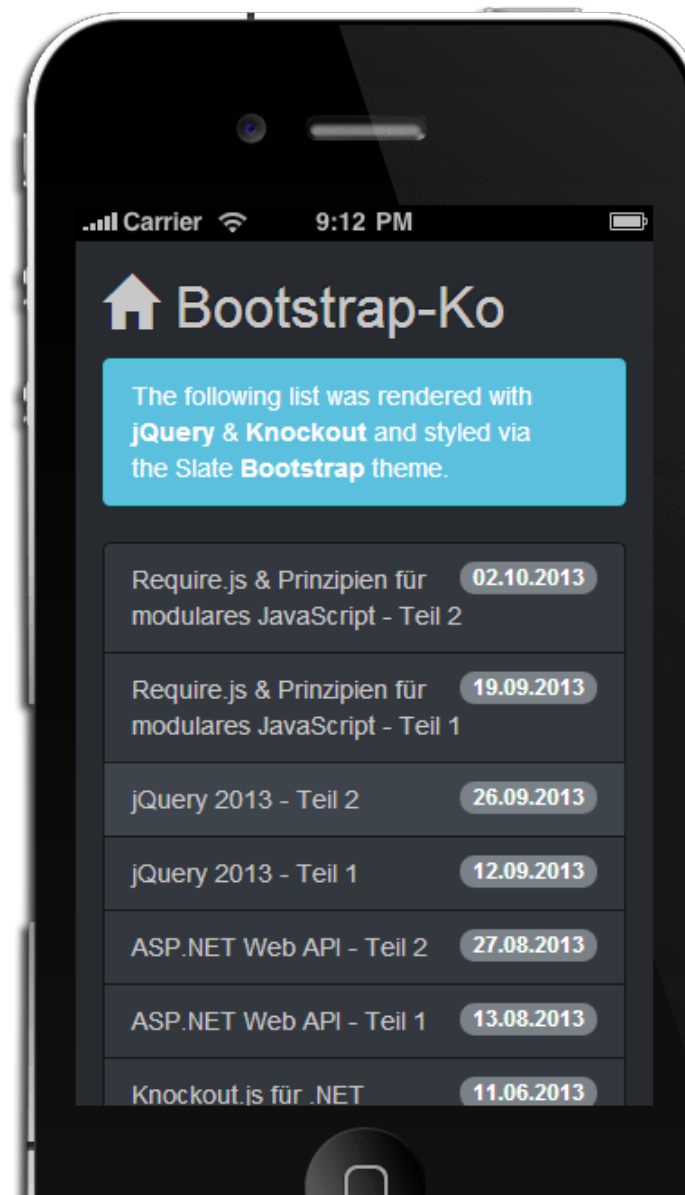 Carrier 9:12 PM
Bootstrap-Ko
The following list was rendered with
jQuery & Knockout and styled via
the Slate Bootstrap theme.
Require.js & Prinzipien für 02.10.2013
modulares JavaScript - Teil 2
Require.js & Prinzipien für 19.09.2013
modulares JavaScript - Teil 1
jQuery 2013 - Teil 2 26.09.2013
jQuery 2013 - Teil 1 12.09.2013
ASP.NET Web API - Teil 2 27.08.2013
ASP.NET Web API - Teil 1 13.08.2013
Knockout.js für .NET 11.06.2013